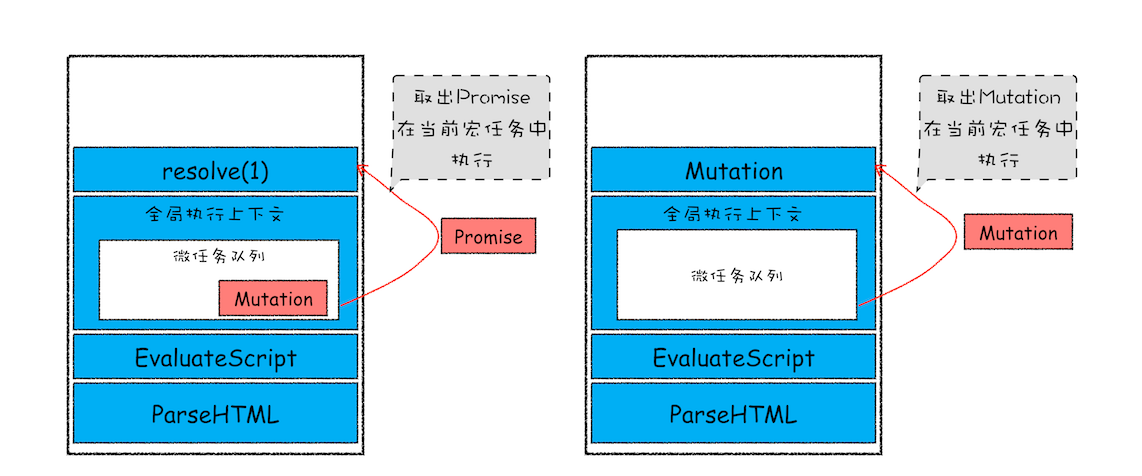 取出Promise
在当前宏任务中
执行
resolve(1)
全局执行上下文
Promise
微任务队列
Mutation
EvaluateScript
ParseHTML
取出Mutation
在当前宏任务中
执行
Mutation
全局执行上下文
Mutation
微任务队列
EvaluateScript
ParseHTML